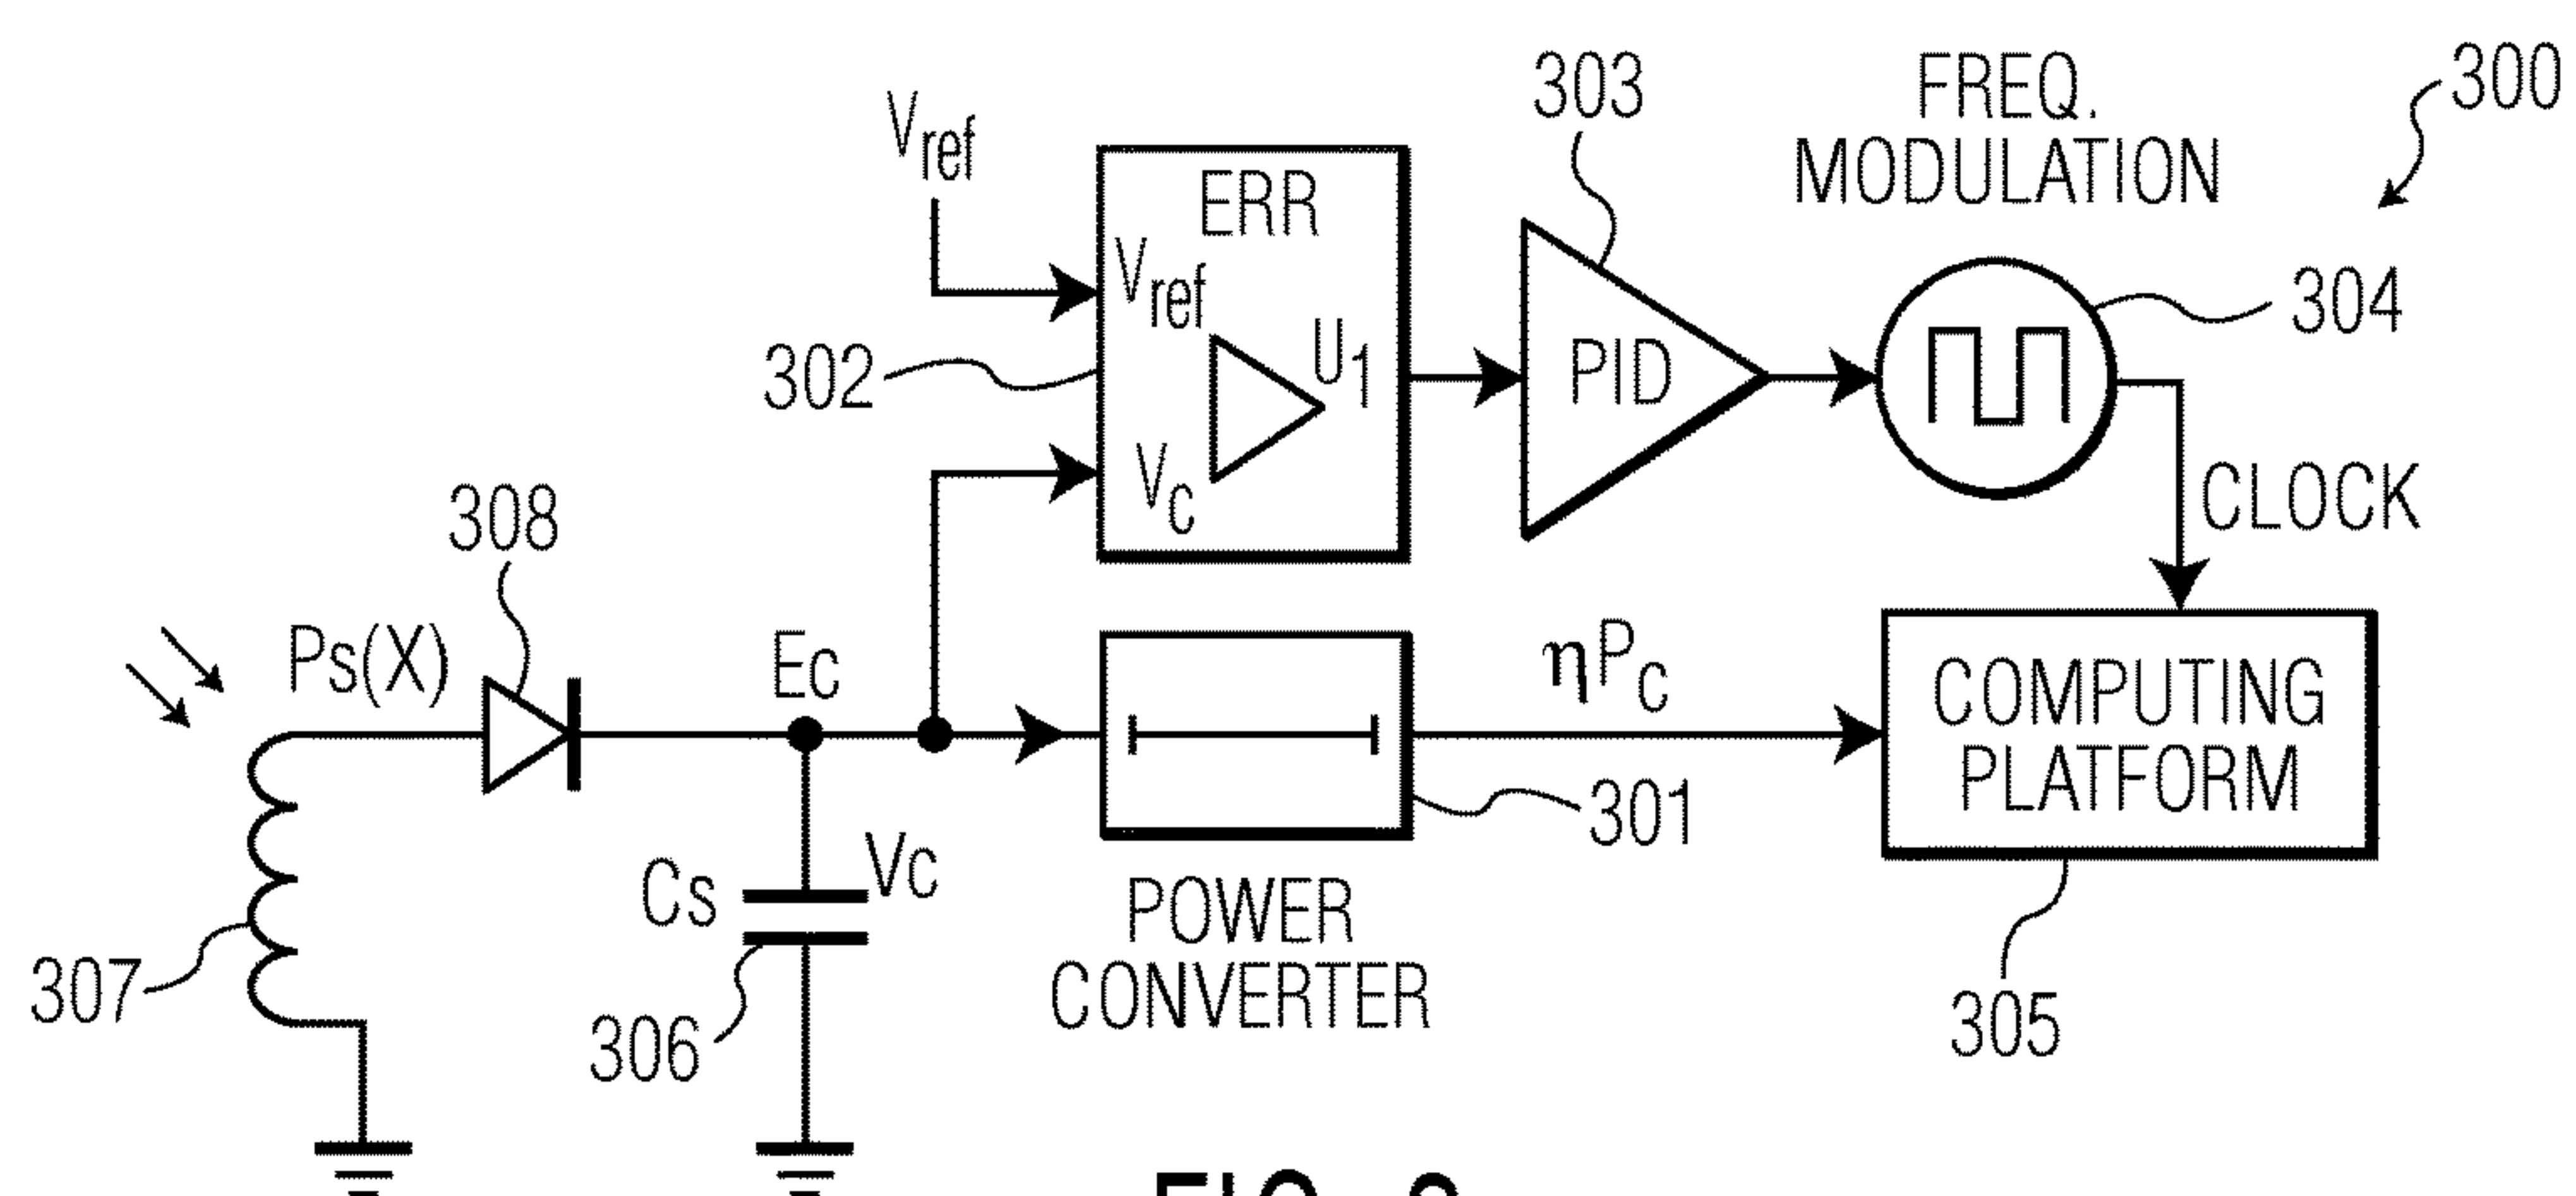 300
303
FREQ.
MODULATION
Vref
ERR
Vref
U1
302
PID
304
Vc
CLOCK
308
Ps(X)
Ec
ηPc
COMPUTING
PLATFORM
301
Cs
Vc
POWER
CONVERTER
307
306
305